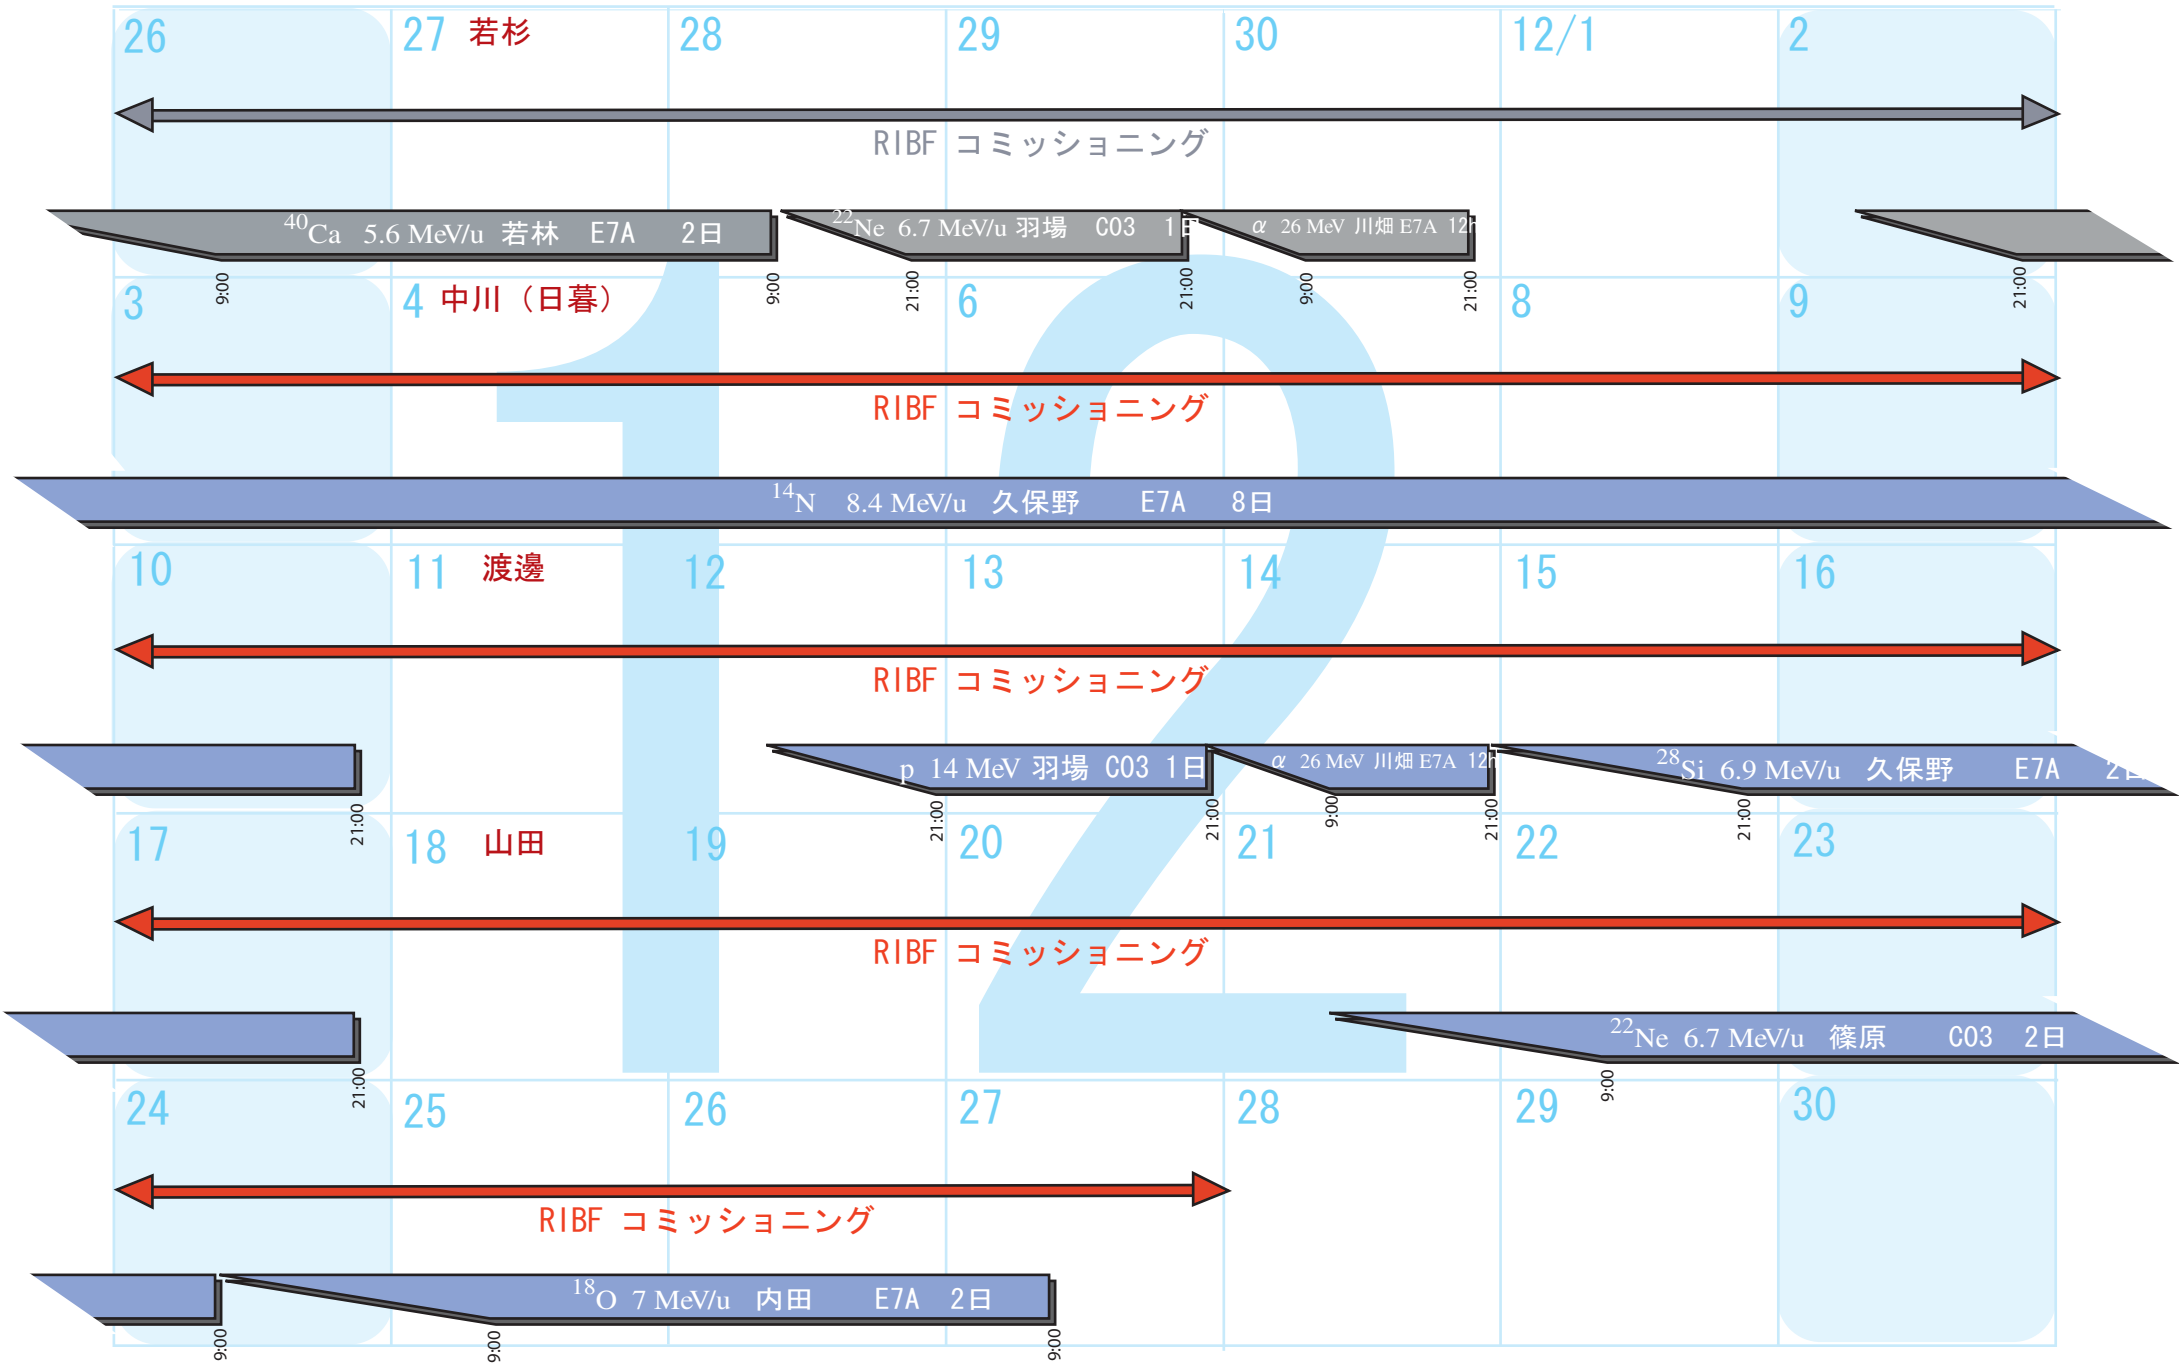 26 27 若杉 28 29 30 12/1 2
RIBF コミッショニング
40Ca 5.6 MeV/u 若林 E7A 2日
22Ne 6.7 MeV/u 羽場 C03 1日
α 26 MeV 川畑 E7A 12h
9:00 9:00 21:00 21:00 9:00 21:00 21:00
3 4 中川（日暮） 6 8 9
RIBF コミッショニング
14N 8.4 MeV/u 久保野 E7A 8日
10 11 渡邊 12 13 14 15 16
RIBF コミッショニング
p 14 MeV 羽場 C03 1日
α 26 MeV 川畑 E7A 12h
28Si 6.9 MeV/u 久保野 E7A 2日
21:00 21:00 21:00 9:00 21:00 21:00
17 18 山田 19 20 21 22 23
RIBF コミッショニング
22Ne 6.7 MeV/u 篠原 C03 2日
21:00 9:00
24 25 26 27 28 29 30
RIBF コミッショニング
18O 7 MeV/u 内田 E7A 2日
9:00 9:00 9:00
12